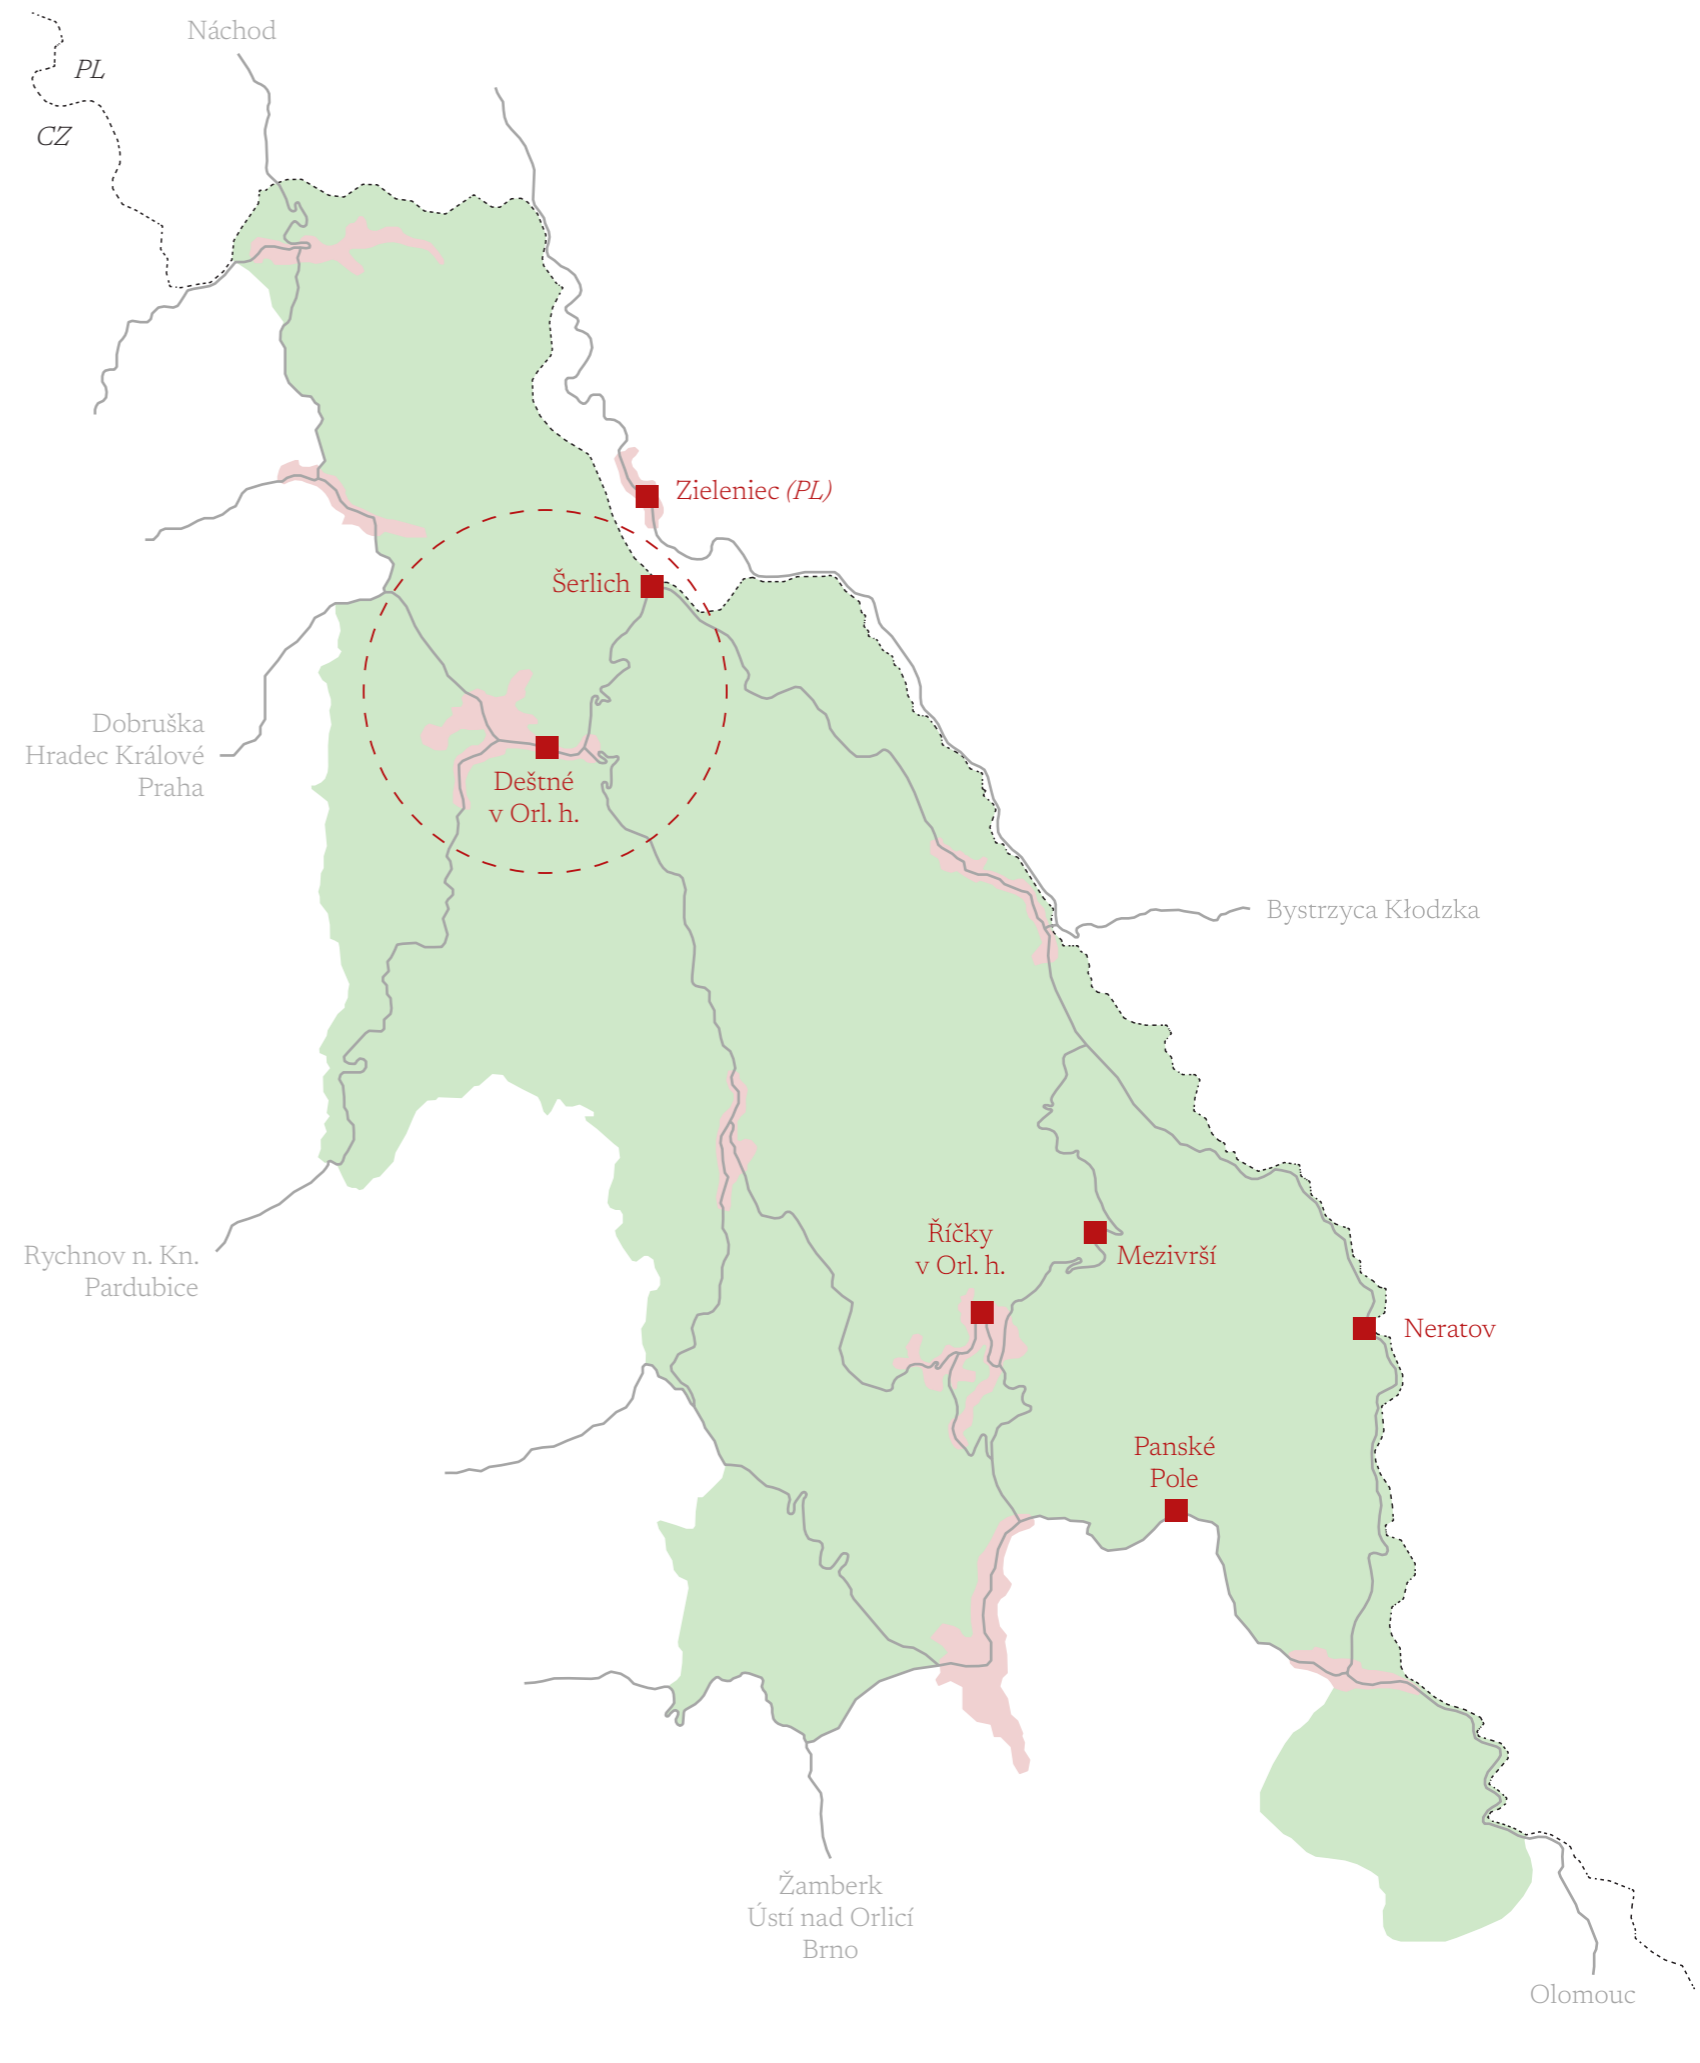 Náchod
PL
CZ
Zieleniec (PL)
Šerlich
Dobruška
Hradec Králové
Praha
Deštné
v Orl. h.
Bystrzyca Kłodzka
Říčky
v Orl. h.
Mezivrší
Rychnov n. Kn.
Pardubice
Neratov
Panské
Pole
Žamberk
Ústí nad Orlicí
Brno
Olomouc